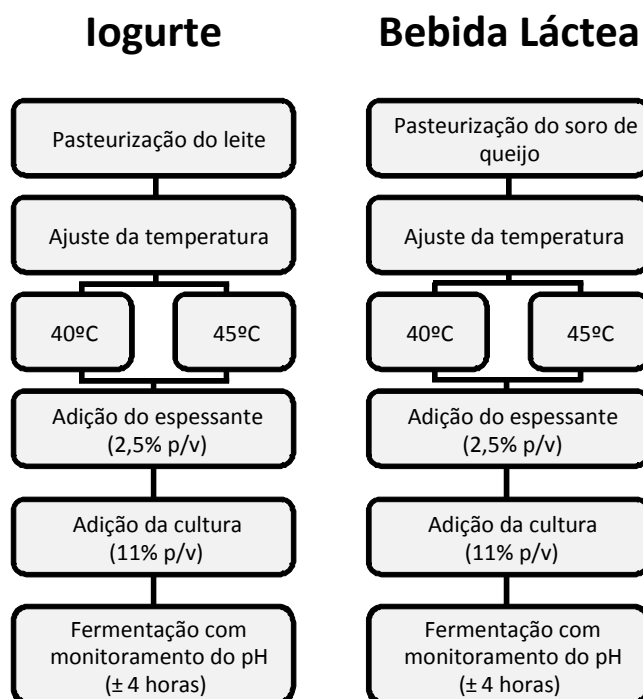 Iogurte
Pasteurização do leite
Ajuste da temperatura
40ºC
45ºC
Adição do espessante
(2,5% p/v)
Adição da cultura
(11% p/v)
Fermentação com
monitoramento do pH
(± 4 horas)
Bebida Láctea
Pasteurização do soro de
queijo
Ajuste da temperatura
40ºC
45ºC
Adição do espessante
(2,5% p/v)
Adição da cultura
(11% p/v)
Fermentação com
monitoramento do pH
(± 4 horas)